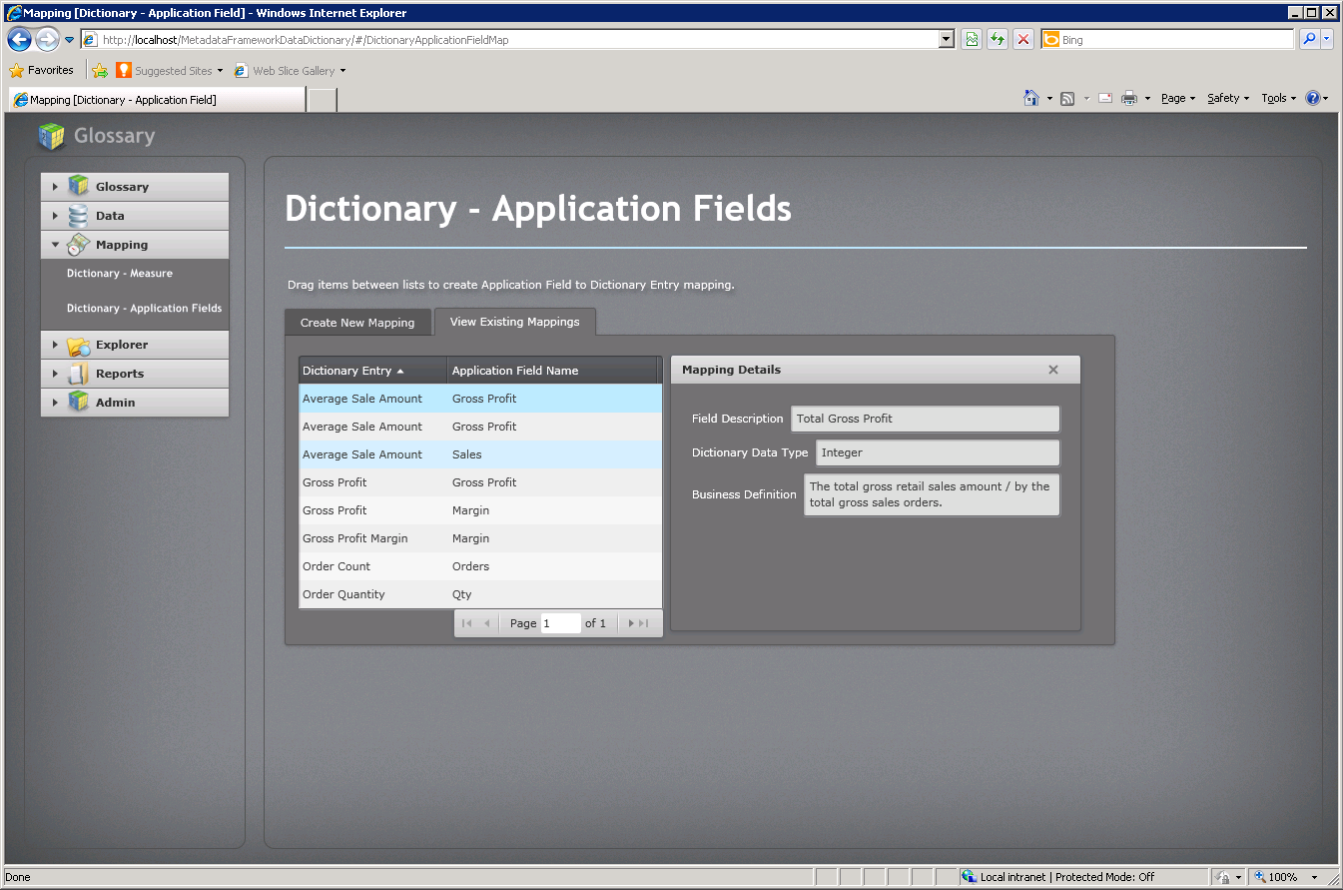 Mapping [Dictionary - Application Field] - Windows Internet Explorer
http://localhost/MetadataFrameworkDataDictionary/#/DictionaryApplicationFieldMap
Bing
Favorites
Suggested Sites
Web Slice Gallery
Mapping [Dictionary - Application Field]
Page
Safety
Tools
Glossary
Glossary
Data
Mapping
Dictionary - Measure
Dictionary - Application Fields
Explorer
Reports
Admin
Dictionary - Application Fields
Drag items between lists to create Application Field to Dictionary Entry mapping.
Create New Mapping
View Existing Mappings
Dictionary Entry Application Field Name
Average Sale Amount Gross Profit
Average Sale Amount Gross Profit
Average Sale Amount Sales
Gross Profit Gross Profit
Gross Profit Margin
Gross Profit Margin Margin
Order Count Orders
Order Quantity Qty
Page 1 of 1
Mapping Details
Field Description Total Gross Profit
Dictionary Data Type Integer
Business Definition The total gross retail sales amount / by the
total gross sales orders.
Done
Local intranet | Protected Mode: Off
100%